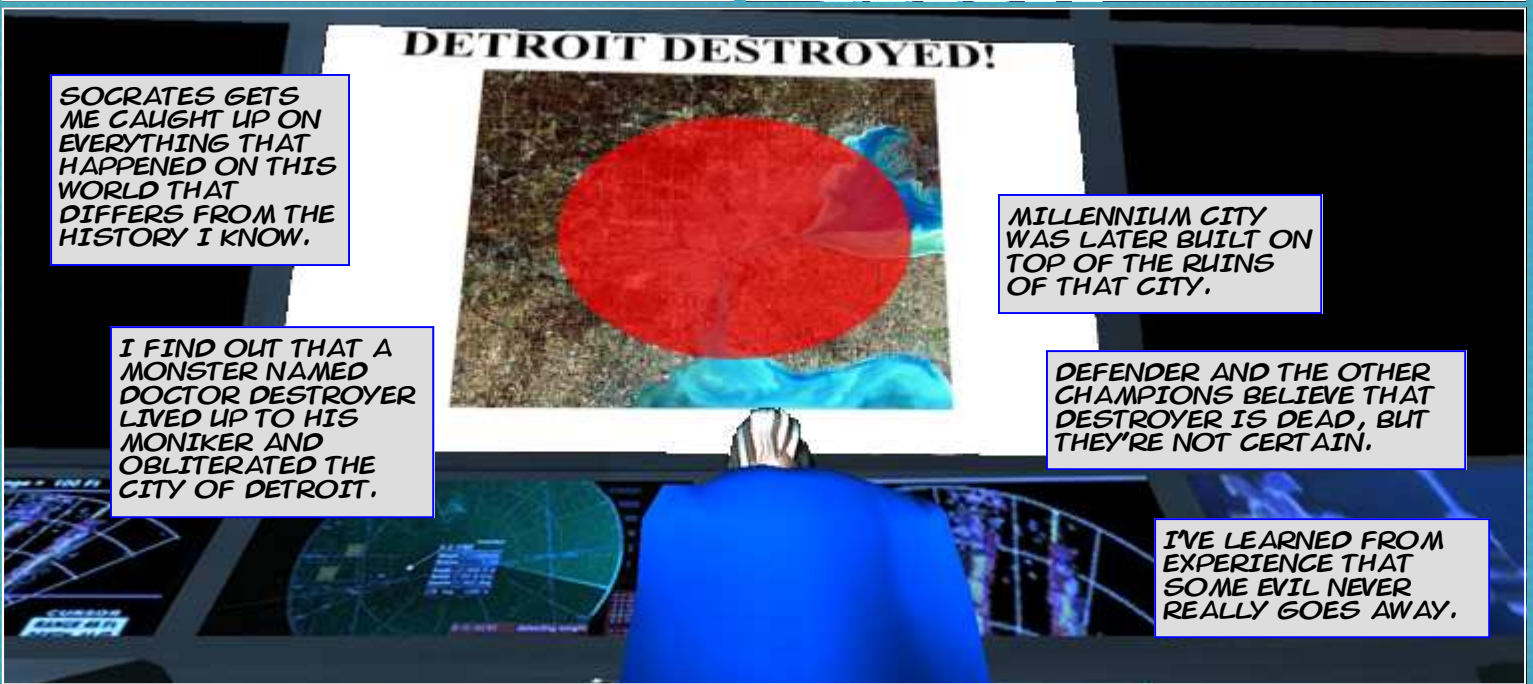 DETROIT DESTROYED!
SOCRATES GETS
ME CAUGHT UP ON
EVERYTHING THAT
HAPPENED ON THIS
WORLD THAT
DIFFERS FROM THE
HISTORY I KNOW.
I FIND OUT THAT A
MONSTER NAMED
DOCTOR DESTROYER
LIVED UP TO HIS
MONIKER AND
OBLITERATED THE
CITY OF DETROIT.
MILLENNIUM CITY
WAS LATER BUILT ON
TOP OF THE RUINS
OF THAT CITY.
DEFENDER AND THE OTHER
CHAMPIONS BELIEVE THAT
DESTROYER IS DEAD, BUT
THEY'RE NOT CERTAIN.
I'VE LEARNED FROM
EXPERIENCE THAT
SOME EVIL NEVER
REALLY GOES AWAY.
100 Ft
CURSOR